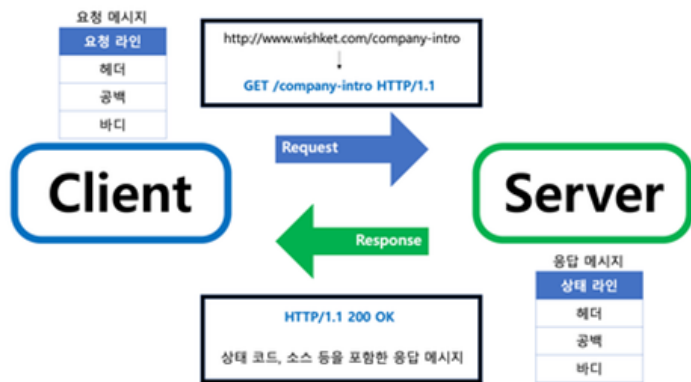 요청 메시지
요청 라인
헤더
공백
바디
http://www.wishket.com/company-intro
GET /company-intro HTTP/1.1
Client
Request
Response
Server
HTTP/1.1 200 OK
상태 코드, 소스 등을 포함한 응답 메시지
응답 메시지
상태 라인
헤더
공백
바디